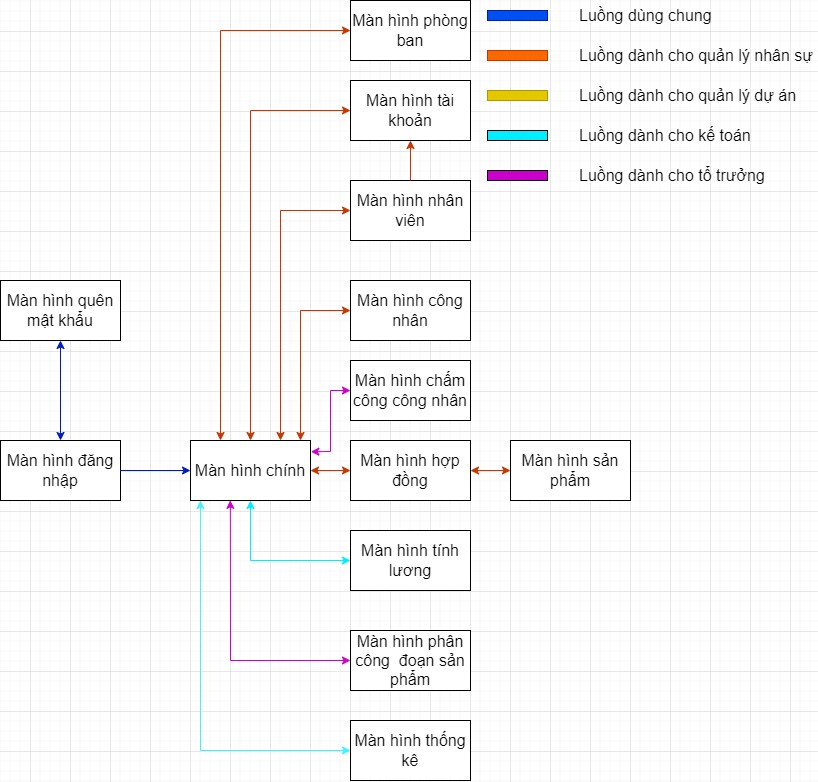 Màn hình phòng
ban
Luồng dùng chung
Luồng dành cho quản lý nhân sự
Màn hình tài
khoản
Luồng dành cho quản lý dự án
Luồng dành cho kế toán
Luồng dành cho tổ trưởng
Màn hình nhân
viên
Màn hình quên
mật khẩu
Màn hình công
nhân
Màn hình chấm
công công nhân
Màn hình đăng
nhập
Màn hình chính
Màn hình hợp
đồng
Màn hình sản
phẩm
Màn hình tính
lương
Màn hình phân
công đoạn sản
phẩm
Màn hình thống
kê